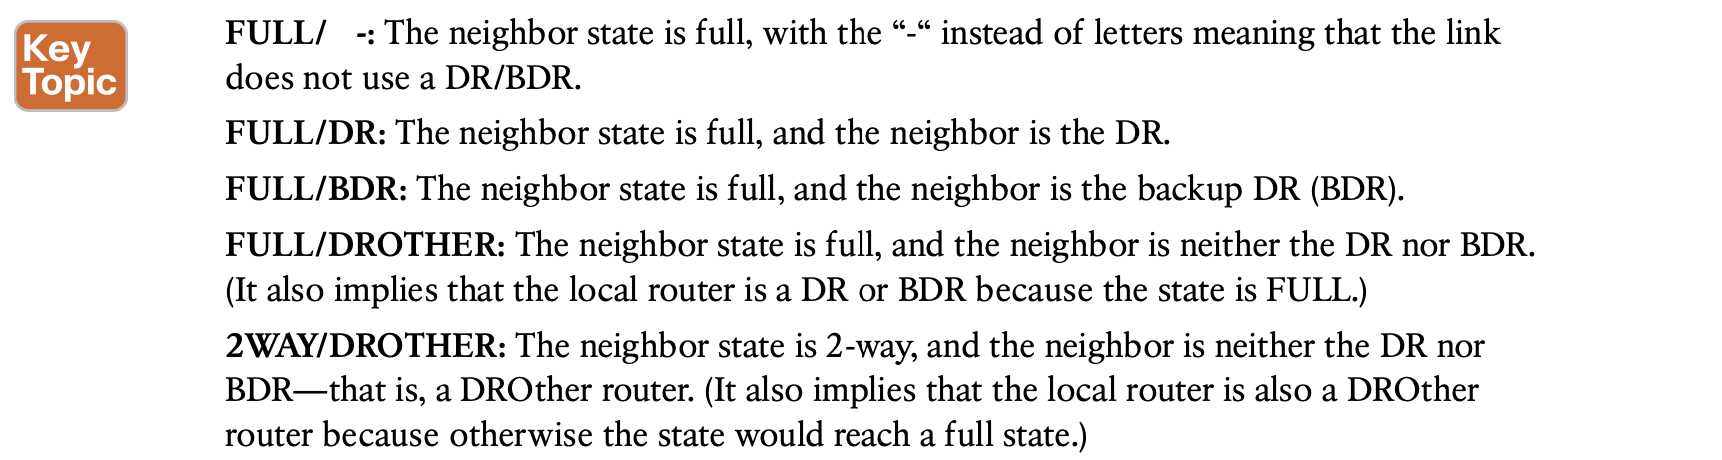 Key
Topic
FULL/ -: The neighbor state is full, with the “-“ instead of letters meaning that the link
does not use a DR/BDR.
FULL/DR: The neighbor state is full, and the neighbor is the DR.
FULL/BDR: The neighbor state is full, and the neighbor is the backup DR (BDR).
FULL/DROTHER: The neighbor state is full, and the neighbor is neither the DR nor BDR.
(It also implies that the local router is a DR or BDR because the state is FULL.)
2WAY/DROTHER: The neighbor state is 2-way, and the neighbor is neither the DR nor
BDR—that is, a DROther router. (It also implies that the local router is also a DROther
router because otherwise the state would reach a full state.)